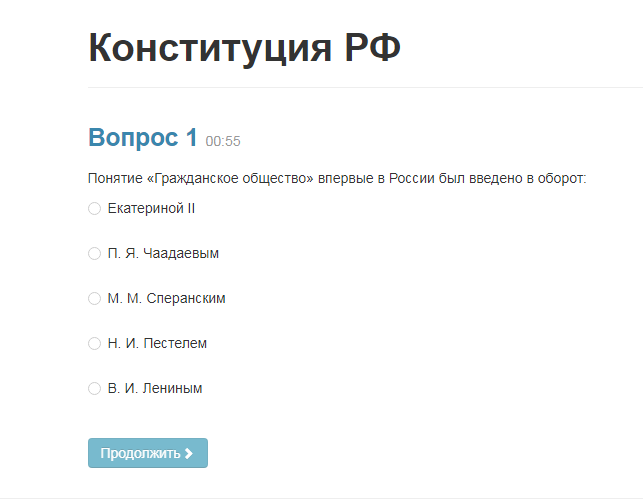 Конституция РФ
Вопрос 1 00:55
Понятие «Гражданское общество» впервые в России был введено в оборот:
Екатериной II
П. Я. Чаадаевым
М. М. Сперанским
Н. И. Пестелем
В. И. Лениным
Продолжить